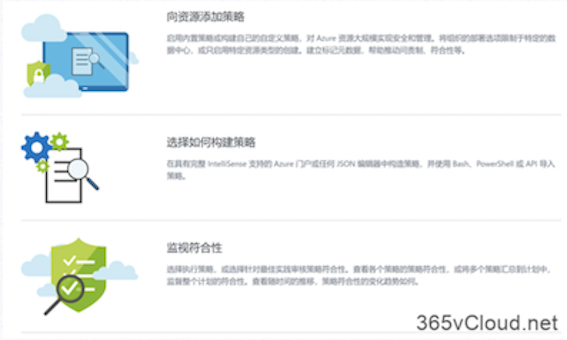 向资源添加策略
启用内置策略或构建自己的自定义策略，对 Azure 资源大规模实现安全和管理。将组织的部署选项限制于特定的数
据中心，或只启用特定资源类型的创建。建立标记元数据，帮助推动问责制、符合性等。
选择如何构建策略
在具有完整 IntelliSense 支持的 Azure 门户或任何 JSON 编辑器中构造策略，并使用 Bash、PowerShell 或 API 导入
策略。
监视符合性
选择执行策略，或选择针对最佳实践审核策略符合性。查看各个策略的策略符合性，或将多个策略汇总到计划中，
监督整个计划的符合性。查看随时间的推移，策略符合性的变化趋势如何。
365vCloud.net